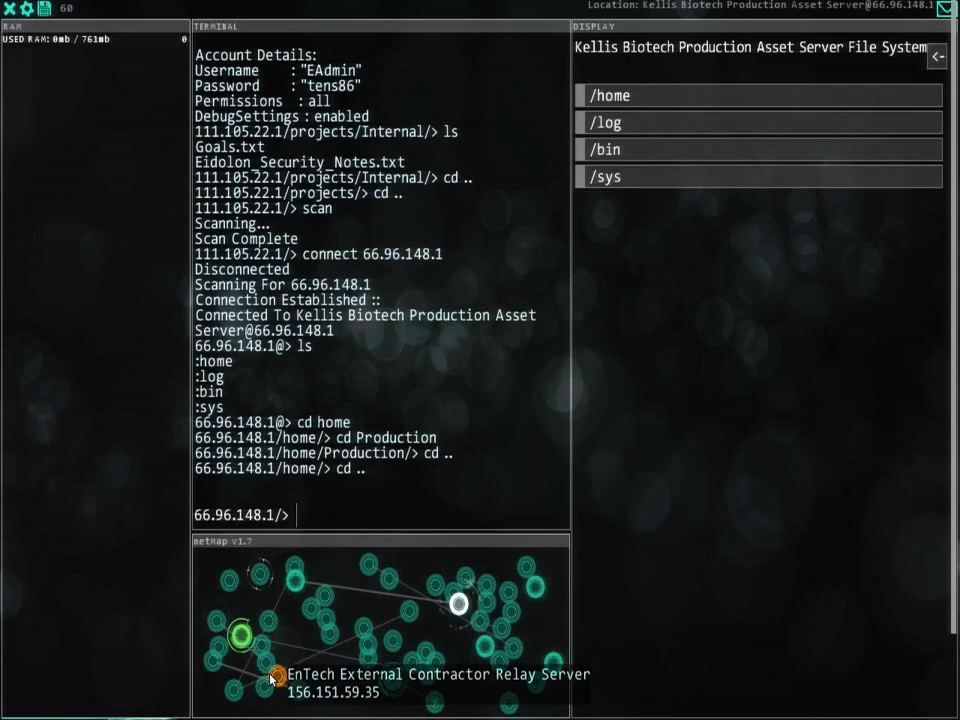 60
Location: Kellis Biotech Production Asset Server@66.96.148.1
RAM
USED RAM: 0mb / 761mb
0
TERMINAL
Account Details:
Username    : "EAdmin"
Password    : "tens86"
Permissions  : all
DebugSettings : enabled
111.105.22.1/projects/Internal/> ls
Goals.txt
Eidolon_Security_Notes.txt
111.105.22.1/projects/Internal/> cd ..
111.105.22.1/projects/> cd ..
111.105.22.1/> scan
Scanning...
Scan Complete
111.105.22.1/> connect 66.96.148.1
Disconnected
Scanning For 66.96.148.1
Connection Established ::
Connected To Kellis Biotech Production Asset
Server@66.96.148.1
66.96.148.1@> ls
:home
:log
:bin
:sys
66.96.148.1@> cd home
66.96.148.1/home/> cd Production
66.96.148.1/home/Production/> cd ..
66.96.148.1/home/> cd ..
66.96.148.1/>
netMap v1.7
EnTech External Contractor Relay Server
156.151.59.35
DISPLAY
Kellis Biotech Production Asset Server File System
<-
/home
/log
/bin
/sys